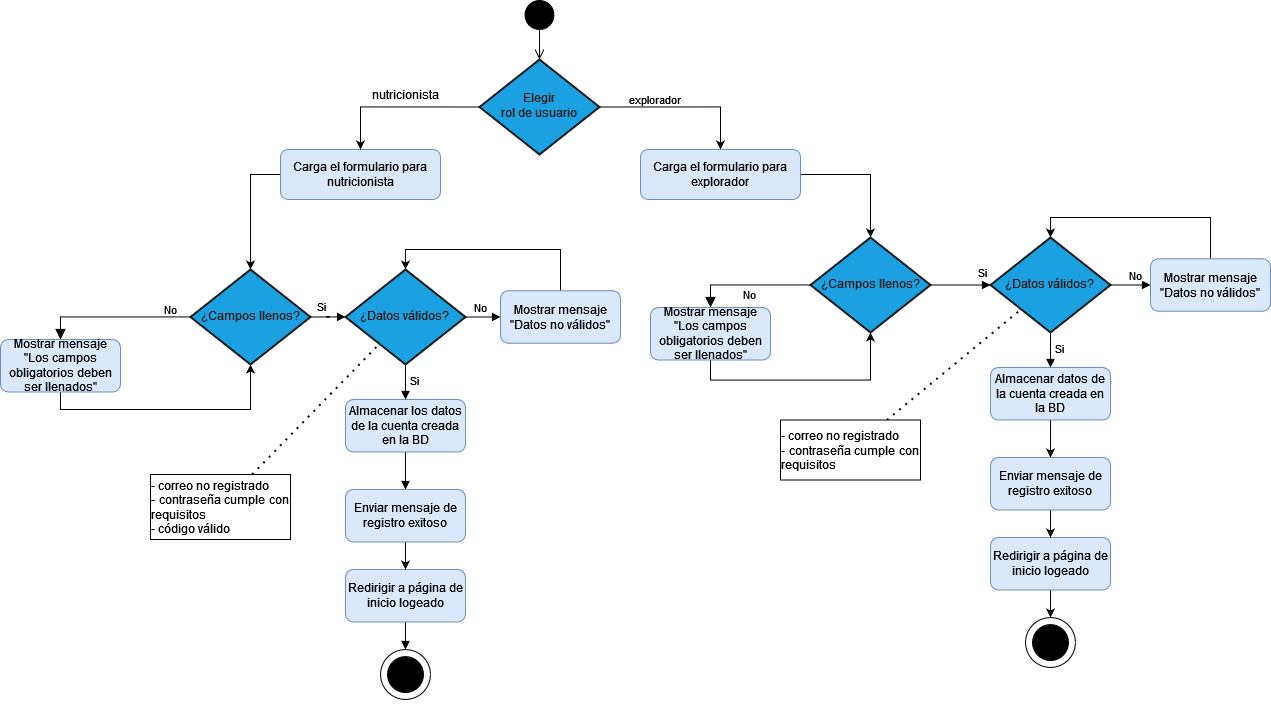 Elegir
rol de usuario
nutricionista
explorador
Carga el formulario para
nutricionista
Carga el formulario para
explorador
¿Campos llenos?
No
Si
Mostrar mensaje
"Los campos
obligatorios deben
ser llenados"
¿Datos válidos?
No
Mostrar mensaje
"Datos no válidos"
Si
Almacenar los datos
de la cuenta creada
en la BD
- correo no registrado
- contraseña cumple con
requisitos
- código válido
Enviar mensaje de
registro exitoso
Redirigir a página de
inicio logeado
¿Campos llenos?
No
Si
Mostrar mensaje
"Los campos
obligatorios deben
ser llenados"
¿Datos válidos?
No
Mostrar mensaje
"Datos no válidos"
Si
Almacenar datos de
la cuenta creada en
la BD
- correo no registrado
- contraseña cumple con
requisitos
Enviar mensaje de
registro exitoso
Redirigir a página de
inicio logeado